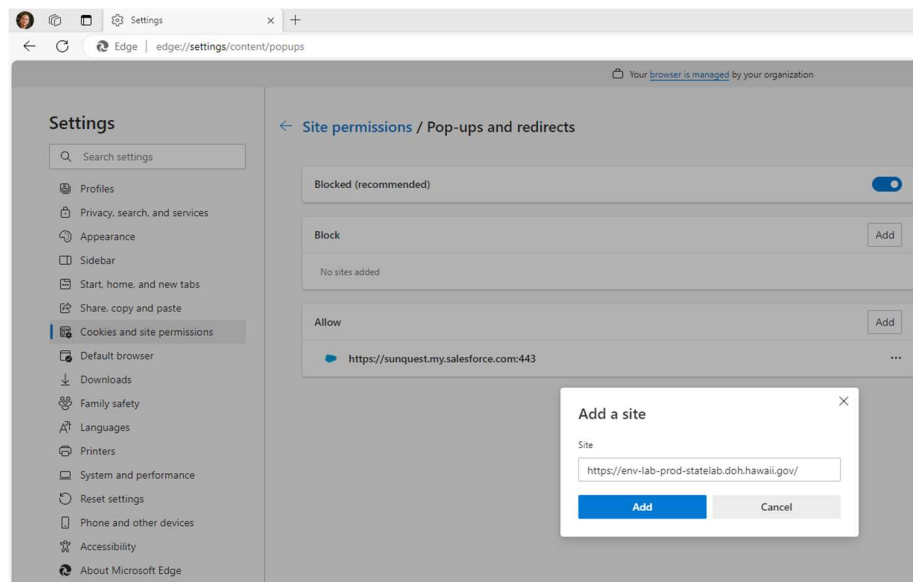 Settings
Edge | edge://settings/content/popups
Your browser is managed by your organization
Settings
Search settings
Profiles
Privacy, search, and services
Appearance
Sidebar
Start, home, and new tabs
Share, copy and paste
Cookies and site permissions
Default browser
Downloads
Family safety
Languages
Printers
System and performance
Reset settings
Phone and other devices
Accessibility
About Microsoft Edge
Site permissions / Pop-ups and redirects
Blocked (recommended)
Block
Add
No sites added
Allow
Add
https://sunquest.my.salesforce.com:443
Add a site
Site
https://env-lab-prod-statelab.doh.hawaii.gov/
Add
Cancel